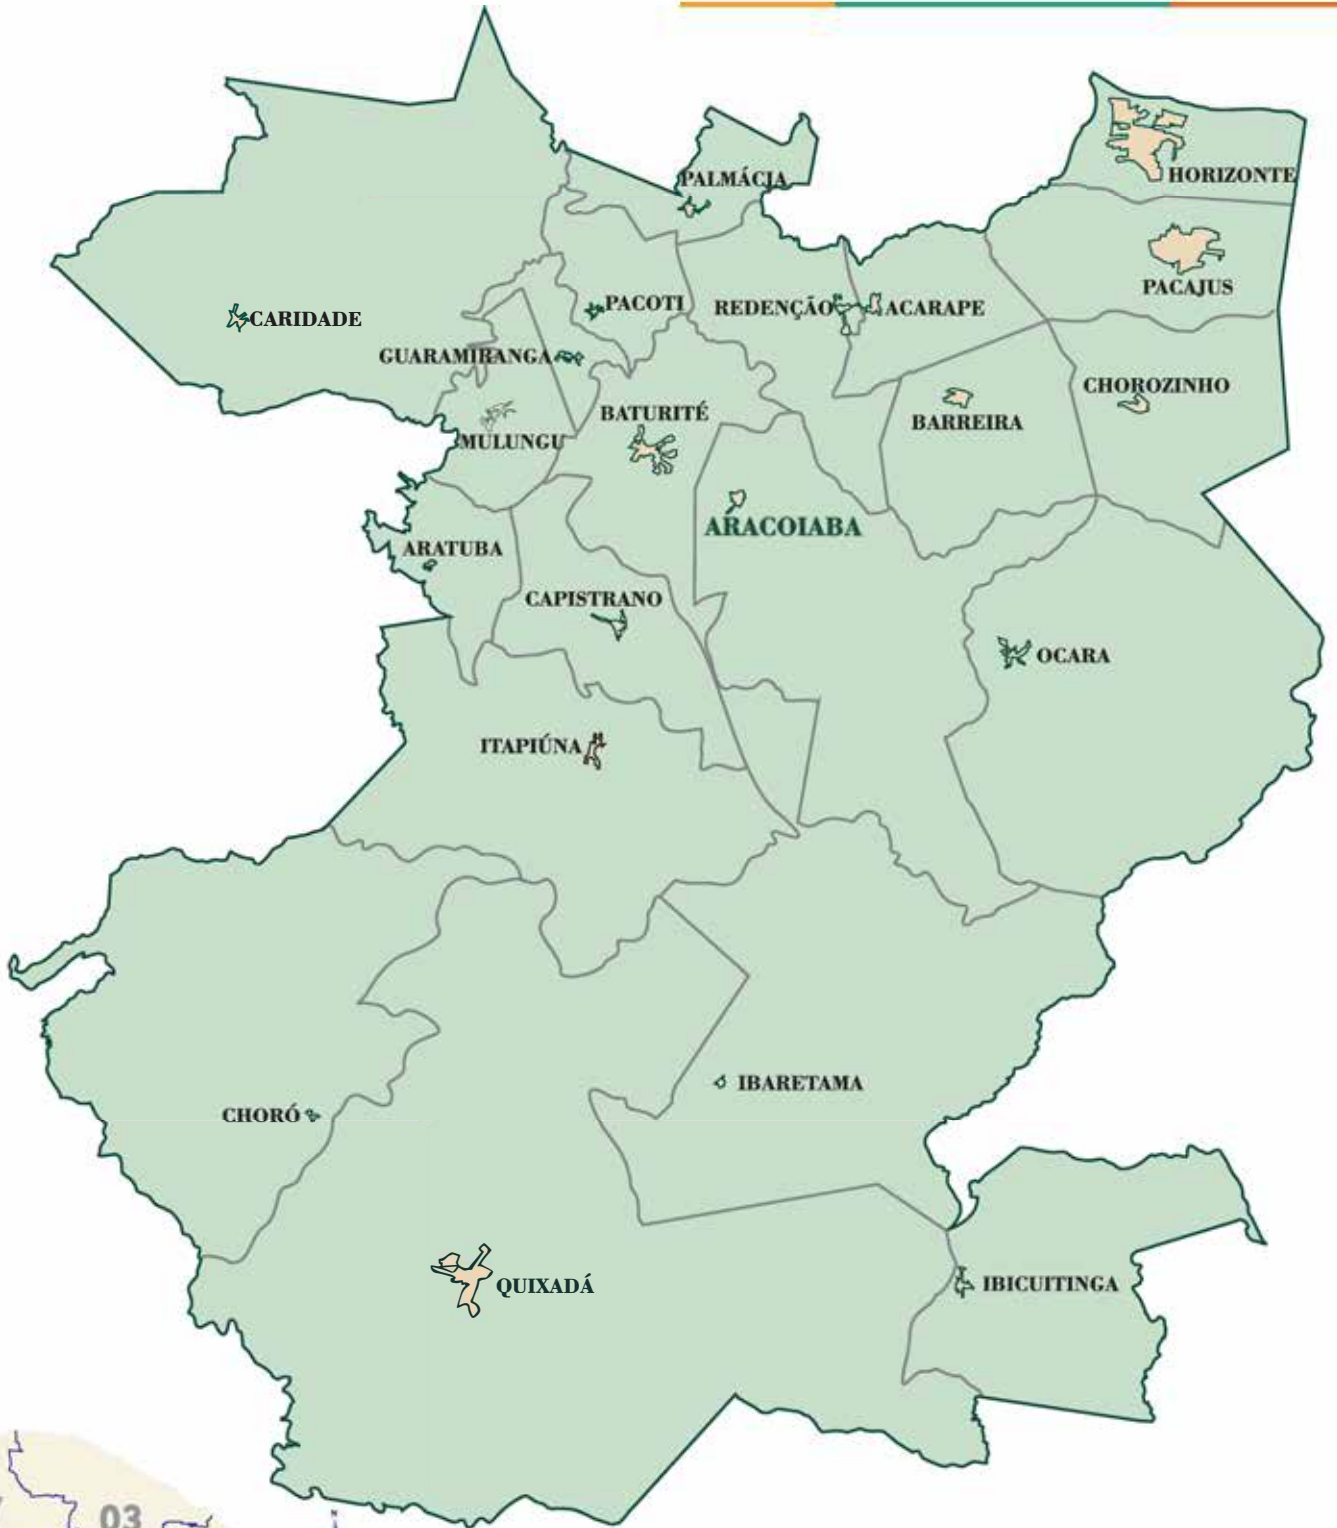 HORIZONTE
PALMÁCIA
PACAJUS
PACOTI
REDENÇÃO
ACARAPE
CARIDADE
GUARAMIRANGA
CHOROZINHO
BATURITÉ
BARREIRA
MULUNGU
ARACOIABA
ARATUBA
CAPISTRANO
OCARA
ITAPIÚNA
IBARETAMA
CHORÓ
IBICUITINGA
QUIXADÁ
03
N